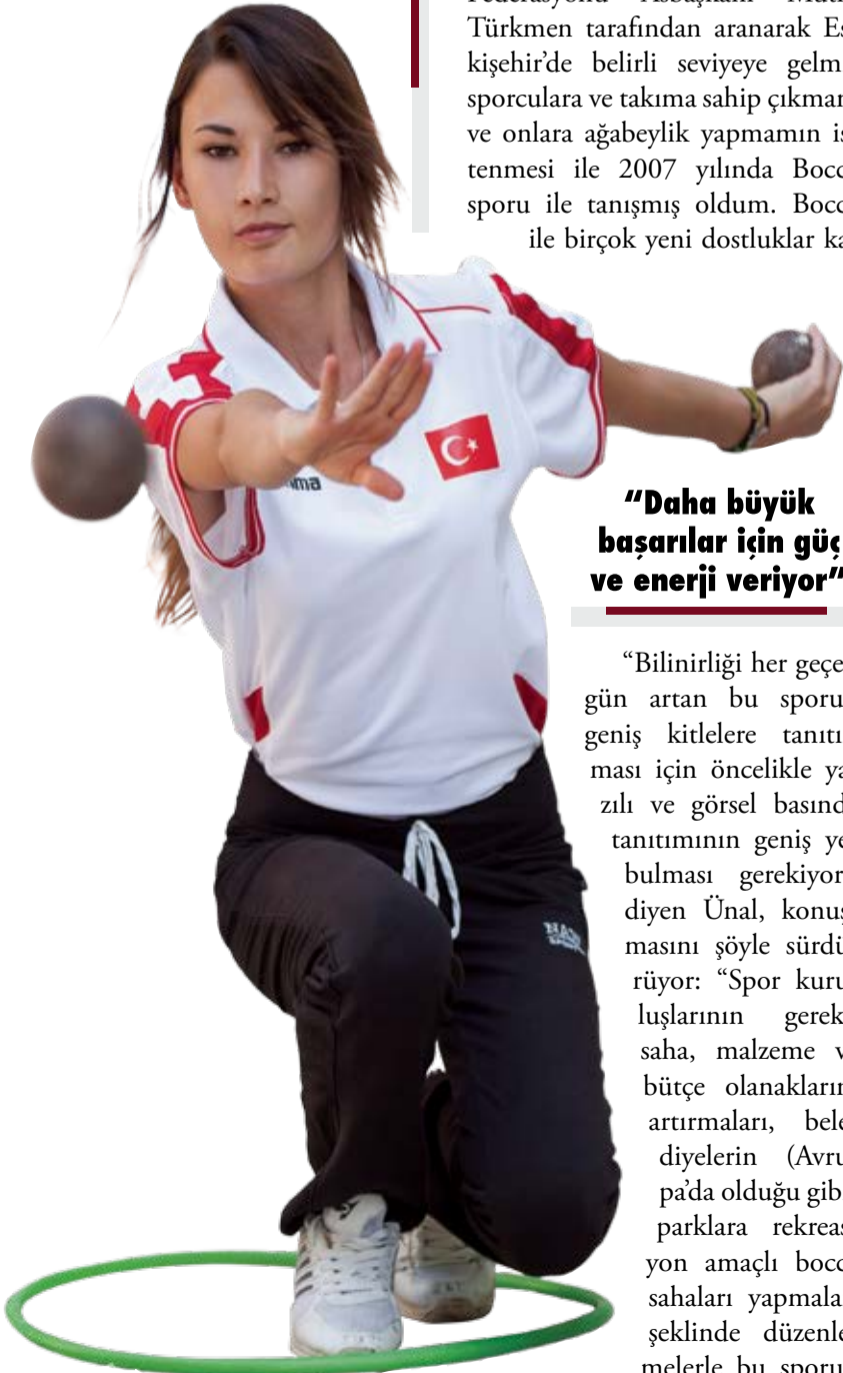 Türkmen tarafından aranarak Es
kişehir’de belirli seviyeye gelm
sporculara ve takıma sahip çıkman
ve onlara ağabeylik yapmamın is
tenmesi ile 2007 yılında Bocc
sporu ile tanışmış oldum. Bocc
ile birçok yeni dostluklar ka
“Daha büyük
başarılar için güç
ve enerji veriyor”
“Bilinirliği her geçe
gün artan bu sporu
geniş kitlelere tanıtı
ması için öncelikle ya
zılı ve görsel basınd
tanıtımının geniş ye
bulması gerekiyor
diyen Ünal, konuş
masını şöyle sürdü
rüyor: “Spor kuru
luşlarının gerek
saha, malzeme v
bütçe olanakların
artırmaları, bele
diyelerin (Avru
pa’da olduğu gib
parklara rekreas
yon amaçlı bocc
sahaları yapmala
şeklinde düzenle
melerle bu sporu